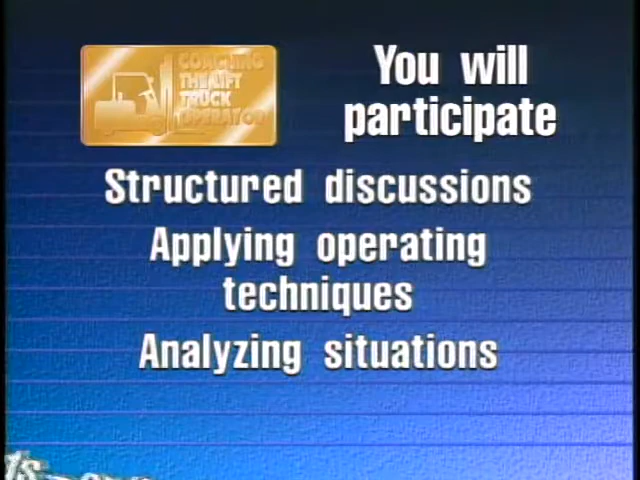 COACHING
THE LIFT
TRUCK
OPERATOR
You will
participate
Structured discussions
Applying operating
techniques
Analyzing situations